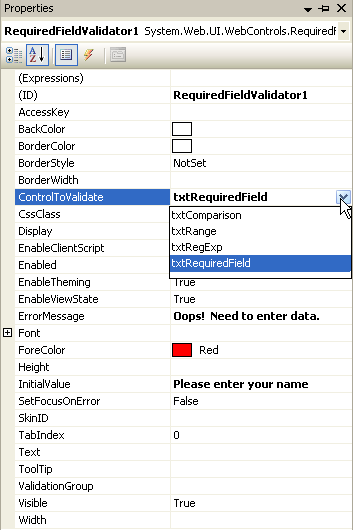 Properties
RequiredFieldValidator1 System.Web.UI.WebControls.RequiredF
A Z
(Expressions)
(ID) RequiredFieldValidator1
AccessKey
BackColor
BorderColor
BorderStyle NotSet
BorderWidth
ControlToValidate txtRequiredField
CssClass txtComparison
Display txtRange
EnableClientScript txtRegExp
Enabled txtRequiredField
EnableTheming True
EnableViewState True
ErrorMessage Oops! Need to enter data.
Font
ForeColor Red
Height
InitialValue Please enter your name
SetFocusOnError False
SkinID
TabIndex 0
Text
ToolTip
ValidationGroup
Visible True
Width